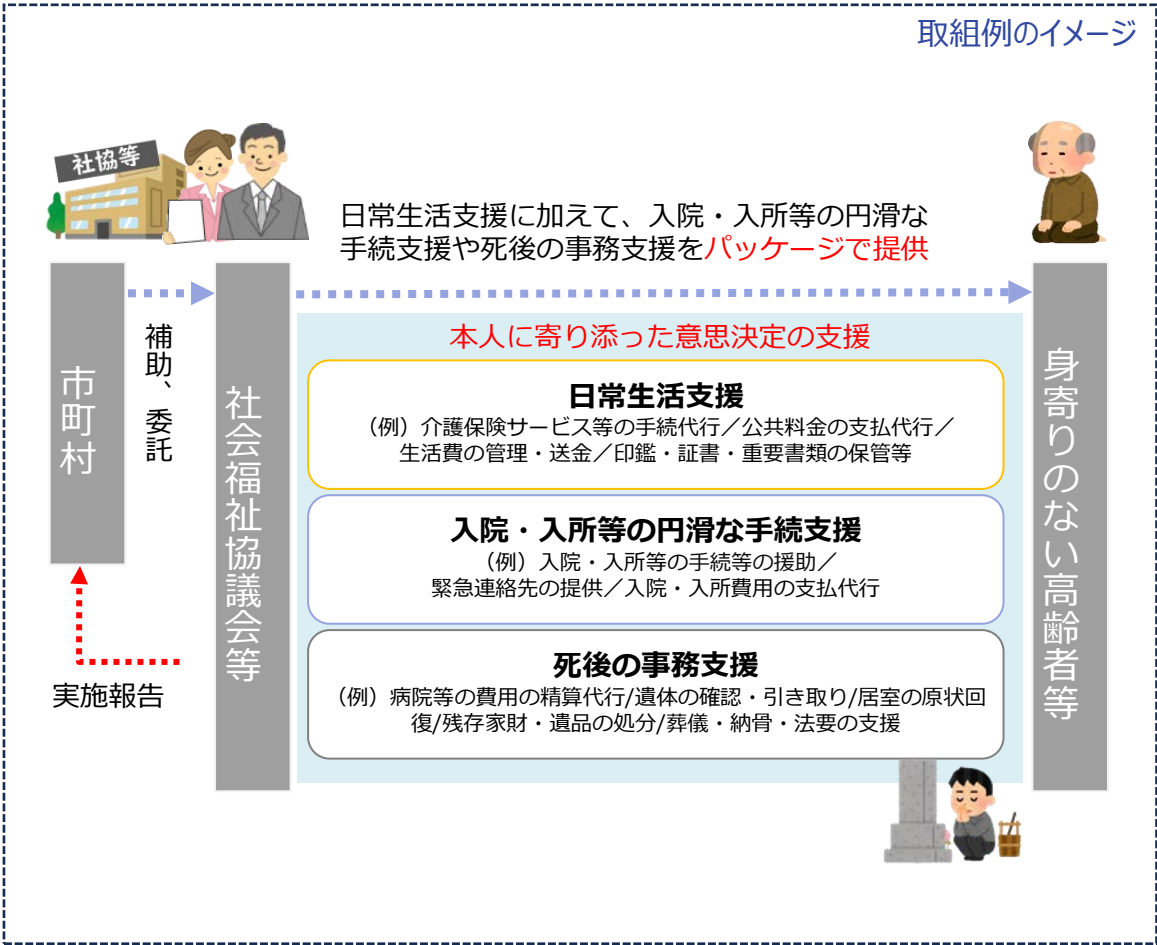 取組例のイメージ
社協等
日常生活支援に加えて、入院・入所等の円滑な
手続支援や死後の事務支援をパッケージで提供
市町村
補助、委託
社会福祉協議会等
本人に寄り添った意思決定の支援
日常生活支援
（例）介護保険サービス等の手続代行／公共料金の支払代行／
生活費の管理・送金／印鑑・証書・重要書類の保管等
入院・入所等の円滑な手続支援
（例）入院・入所等の手続等の援助／
緊急連絡先の提供／入院・入所費用の支払代行
死後の事務支援
（例）病院等の費用の精算代行/遺体の確認・引き取り/居室の原状回
復/残存家財・遺品の処分/葬儀・納骨・法要の支援
身寄りのない高齢者等
実施報告